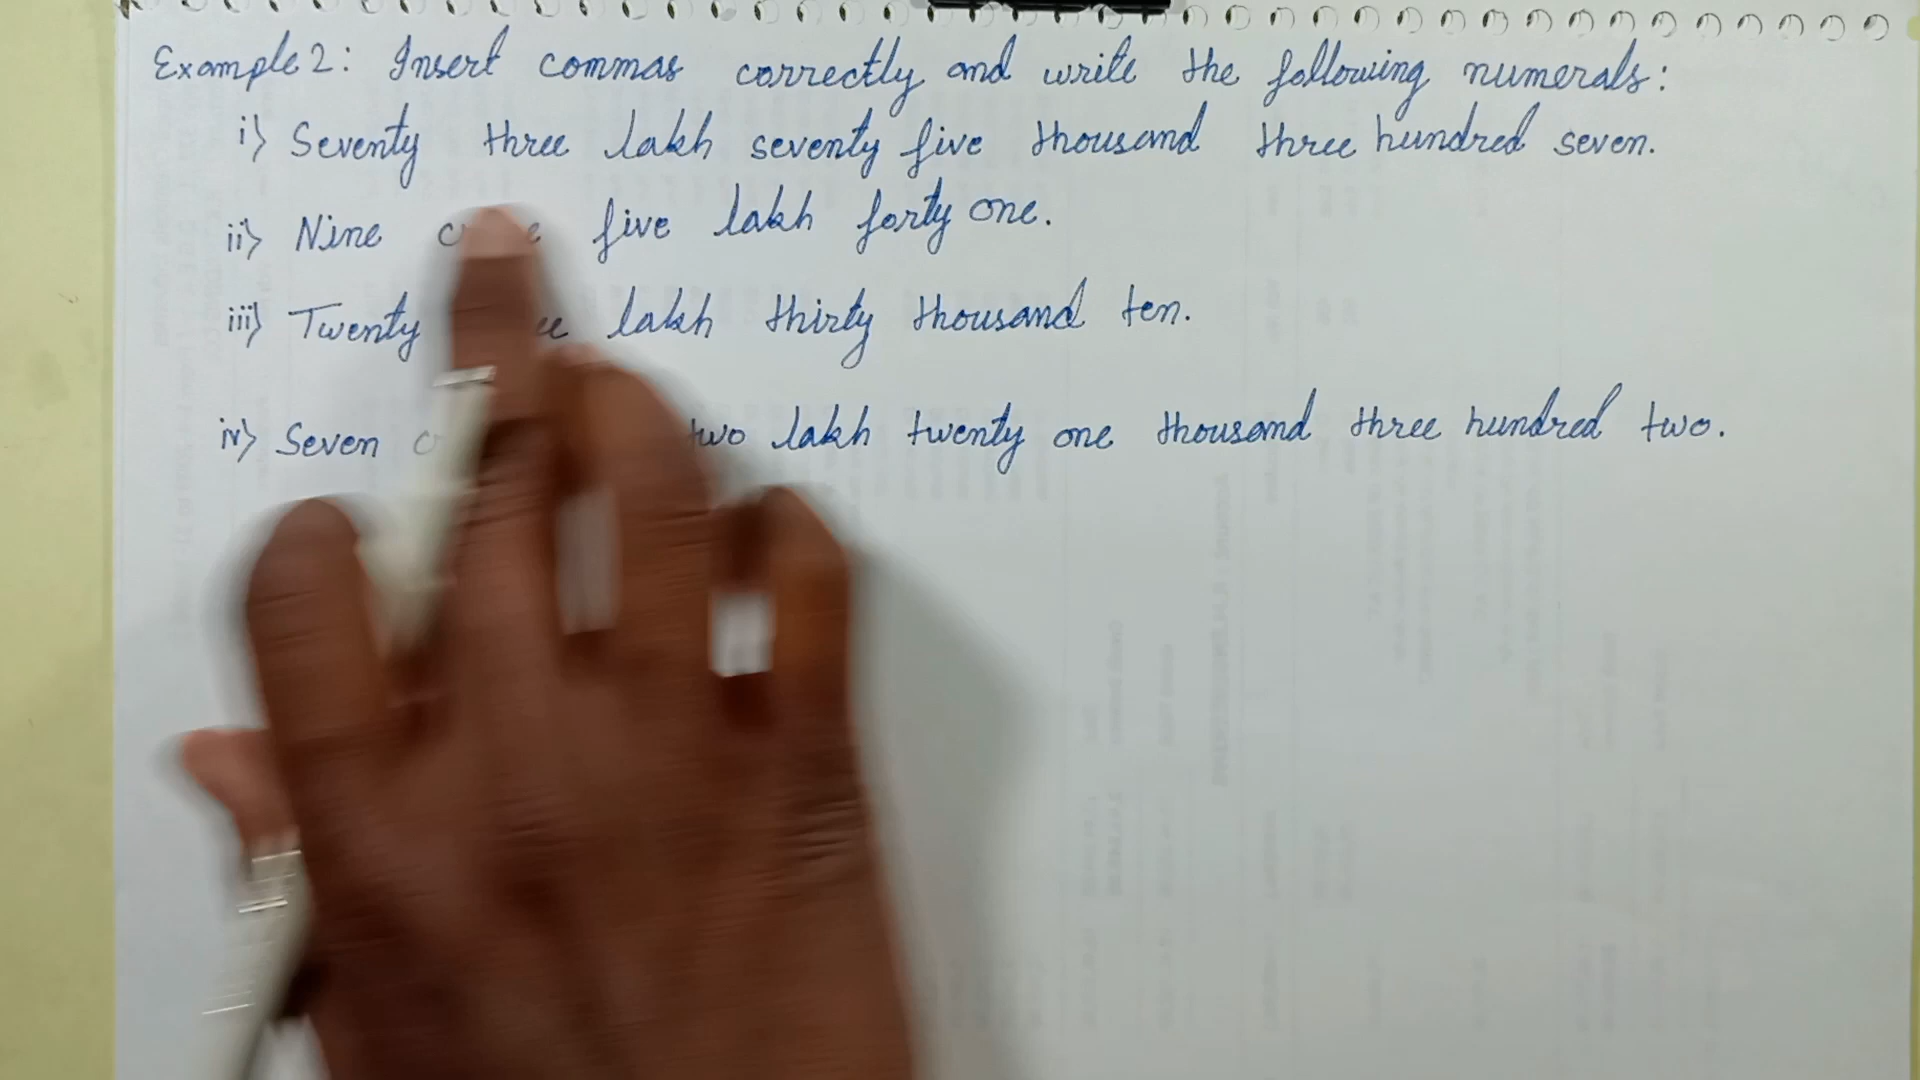 Example 2: Insert commas correctly and write the following numerals:
i) Seventy three lakh seventy five thousand three hundred seven.
ii) Nine five lakh forty one.
iii) Twenty lakh thirty thousand ten.
iv) Seven two lakh twenty one thousand three hundred two.